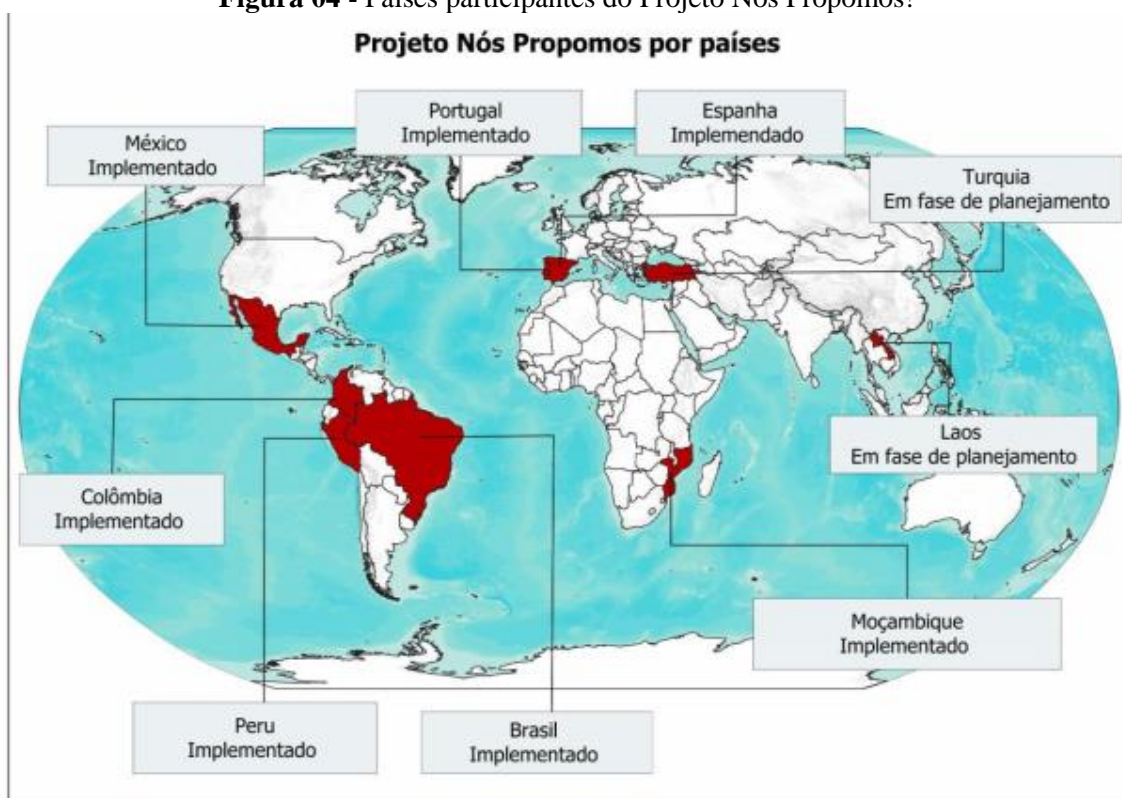 Figura 04 - Países participantes do Projeto Nós Propomos!
Projeto Nós Propomos por países
Portugal
Implementado
Espanha
Implemendado
México
Implementado
Turquia
Em fase de planejamento
Laos
Em fase de planejamento
Colômbia
Implementado
Moçambique
Implementado
Peru
Implementado
Brasil
Implementado